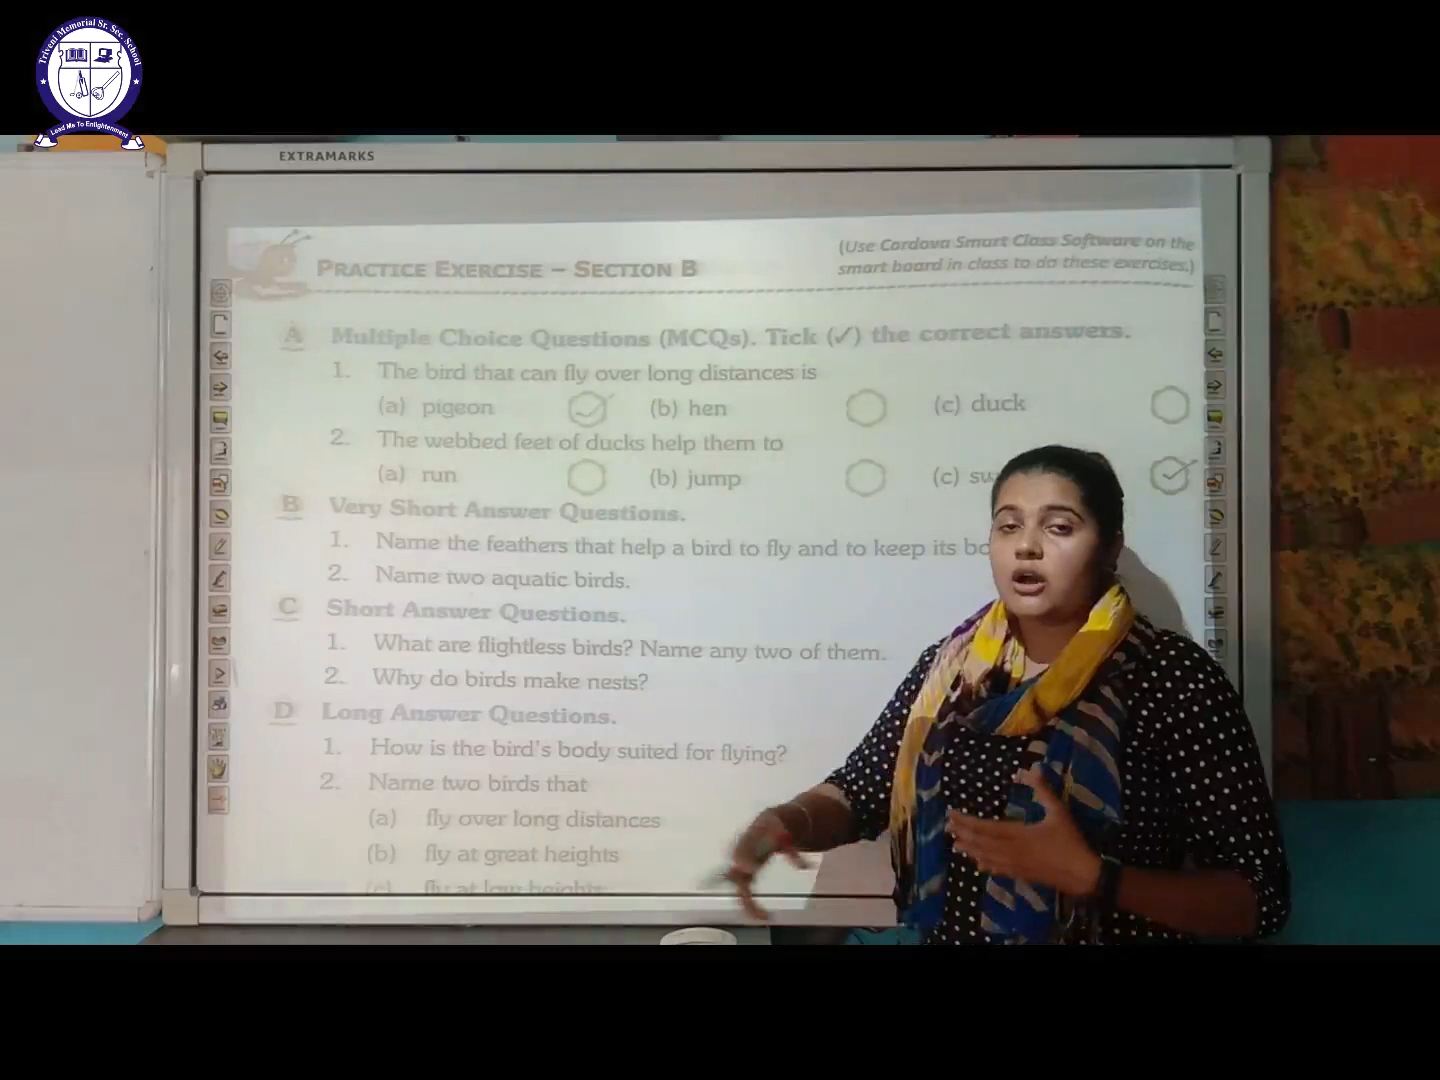 Triveni Memorial Sr. Sec. School
Lead Me To Enlightenment
EXTRAMARKS
PRACTICE EXERCISE – SECTION B
(Use Cordova Smart Class Software on the
smart board in class to do these exercises.)
A Multiple Choice Questions (MCQs). Tick (✓) the correct answers.
1. The bird that can fly over long distances is
(a) pigeon (b) hen (c) duck
2. The webbed feet of ducks help them to
(a) run (b) jump (c)
B Very Short Answer Questions.
1. Name the feathers that help a bird to fly and to keep its
2. Name two aquatic birds.
C Short Answer Questions.
1. What are flightless birds? Name any two of them.
2. Why do birds make nests?
D Long Answer Questions.
1. How is the bird's body suited for flying?
2. Name two birds that
(a) fly over long distances
(b) fly at great heights
(c) fly at low heights